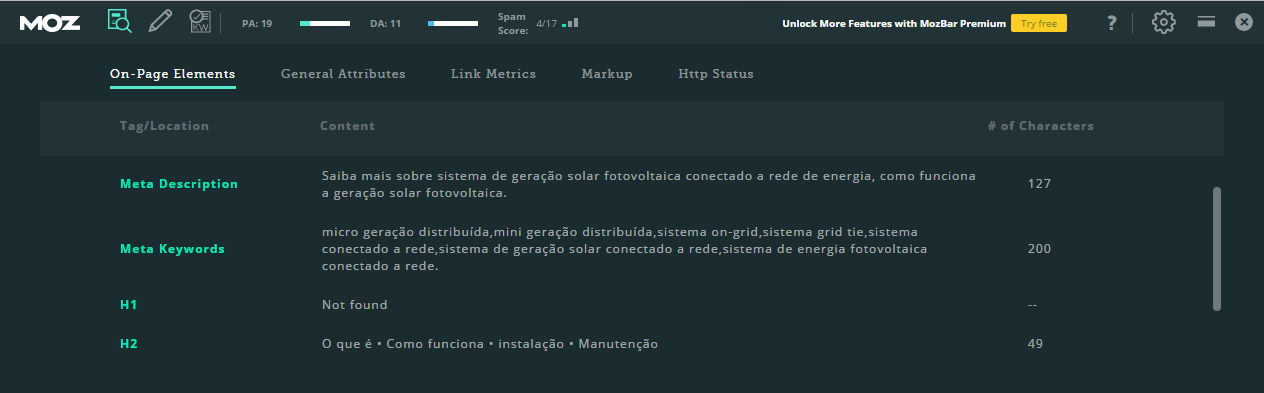 MOZ
KW
PA: 19
DA: 11
Spam
Score:
4/17
Unlock More Features with MozBar Premium
Try free
?
On-Page Elements
General Attributes
Link Metrics
Markup
Http Status
Tag/Location
Content
# of Characters
Meta Description
Saiba mais sobre sistema de geração solar fotovoltaica conectado a rede de energia, como funciona
a geração solar fotovoltaica.
127
Meta Keywords
micro geração distribuída,mini geração distribuída,sistema on-grid,sistema grid tie,sistema
conectado a rede,sistema de geração solar conectado a rede,sistema de energia fotovoltaica
conectado a rede.
200
H1
Not found
--
H2
O que é • Como funciona • instalação • Manutenção
49